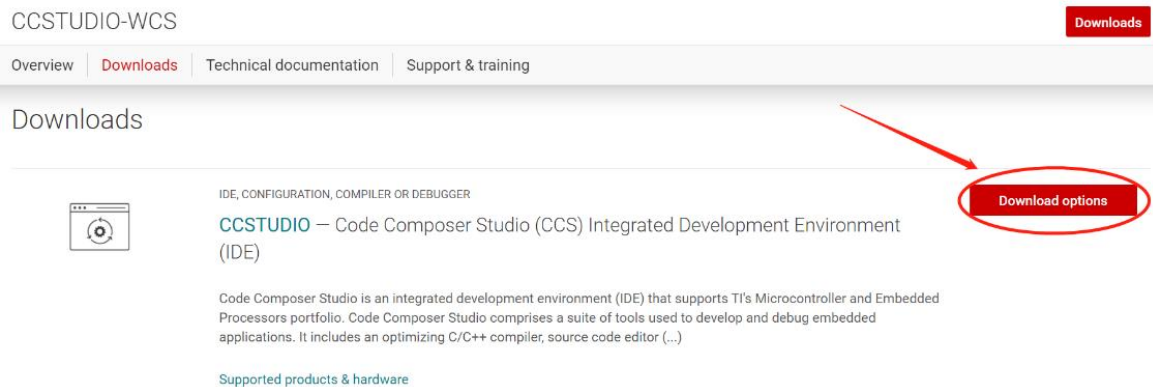 CCSTUDIO-WCS
Downloads
Overview Downloads Technical documentation Support & training
Downloads
IDE, CONFIGURATION, COMPILER OR DEBUGGER
Download options
CCSTUDIO — Code Composer Studio (CCS) Integrated Development Environment
(IDE)
Code Composer Studio is an integrated development environment (IDE) that supports TI's Microcontroller and Embedded
Processors portfolio. Code Composer Studio comprises a suite of tools used to develop and debug embedded
applications. It includes an optimizing C/C++ compiler, source code editor (...)
Supported products & hardware